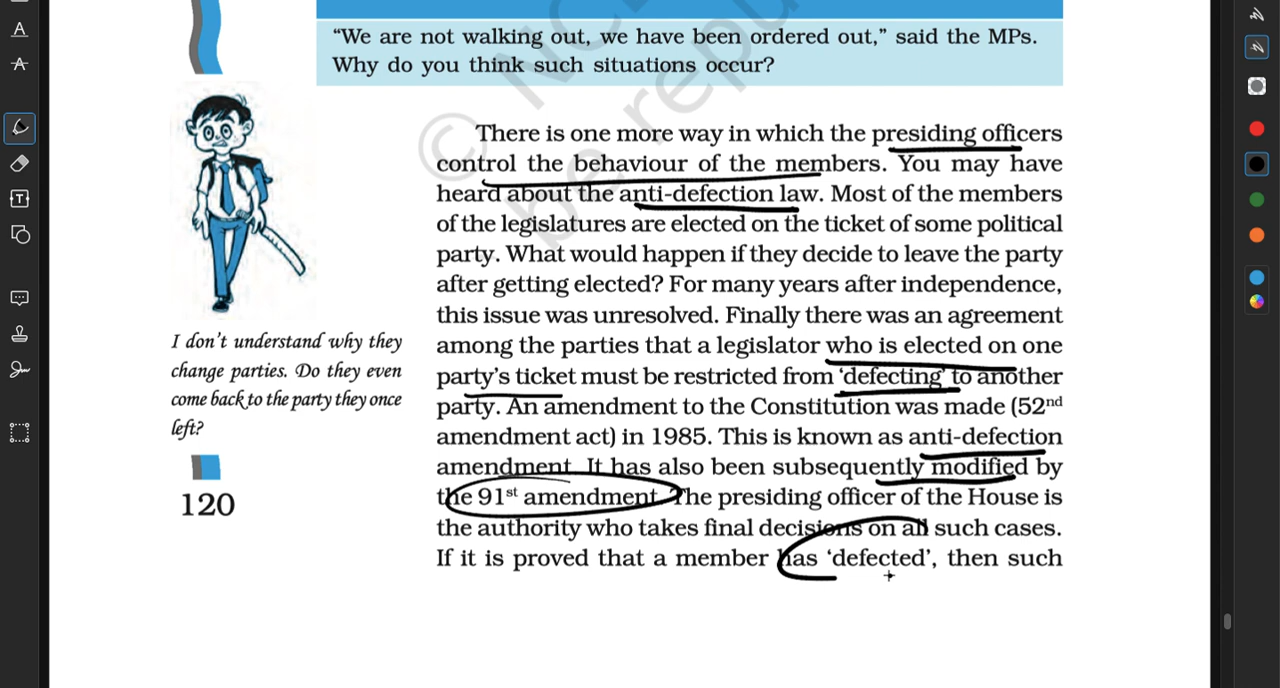 “We are not walking out, we have been ordered out,” said the MPs.
Why do you think such situations occur?
There is one more way in which the presiding officers
control the behaviour of the members. You may have
heard about the anti-defection law. Most of the members
of the legislatures are elected on the ticket of some political
party. What would happen if they decide to leave the party
after getting elected? For many years after independence,
this issue was unresolved. Finally there was an agreement
among the parties that a legislator who is elected on one
party’s ticket must be restricted from ‘defecting’ to another
party. An amendment to the Constitution was made (52nd
amendment act) in 1985. This is known as anti-defection
amendment. It has also been subsequently modified by
the 91st amendment. The presiding officer of the House is
the authority who takes final decisions on all such cases.
If it is proved that a member has ‘defected’, then such
I don’t understand why they
change parties. Do they even
come back to the party they once
left?
120
© NC
be repu